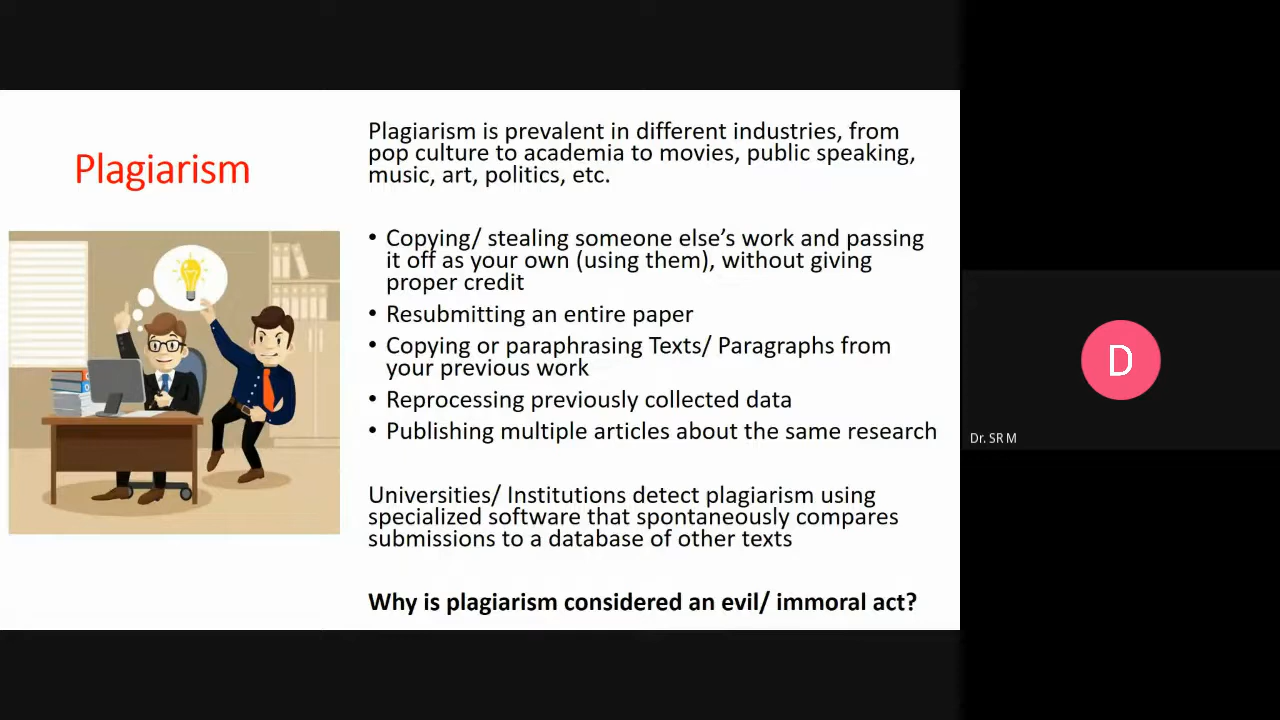 Plagiarism
Plagiarism is prevalent in different industries, from
pop culture to academia to movies, public speaking,
music, art, politics, etc.
• Copying/ stealing someone else’s work and passing
it off as your own (using them), without giving
proper credit
• Resubmitting an entire paper
• Copying or paraphrasing Texts/ Paragraphs from
your previous work
• Reprocessing previously collected data
• Publishing multiple articles about the same research
Universities/ Institutions detect plagiarism using
specialized software that spontaneously compares
submissions to a database of other texts
Why is plagiarism considered an evil/ immoral act?
D
Dr. SR M